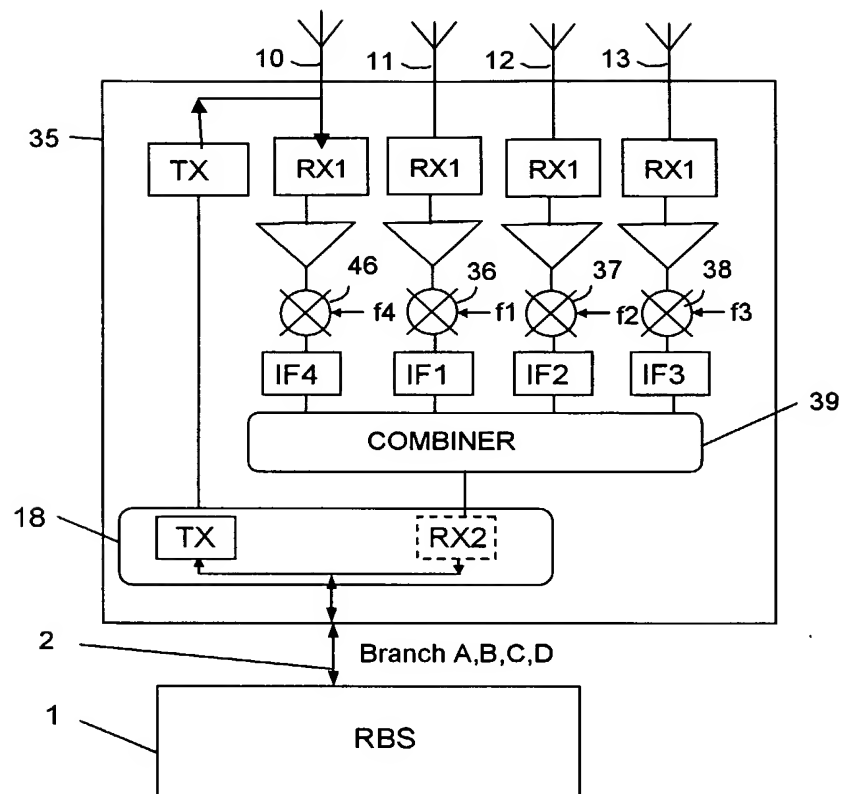 10 11 12 13
35
TX RX1 RX1 RX1 RX1
46 36 37 38
f4 f1 f2 f3
IF4 IF1 IF2 IF3
39
COMBINER
18
TX RX2
2
Branch A,B,C,D
1
RBS